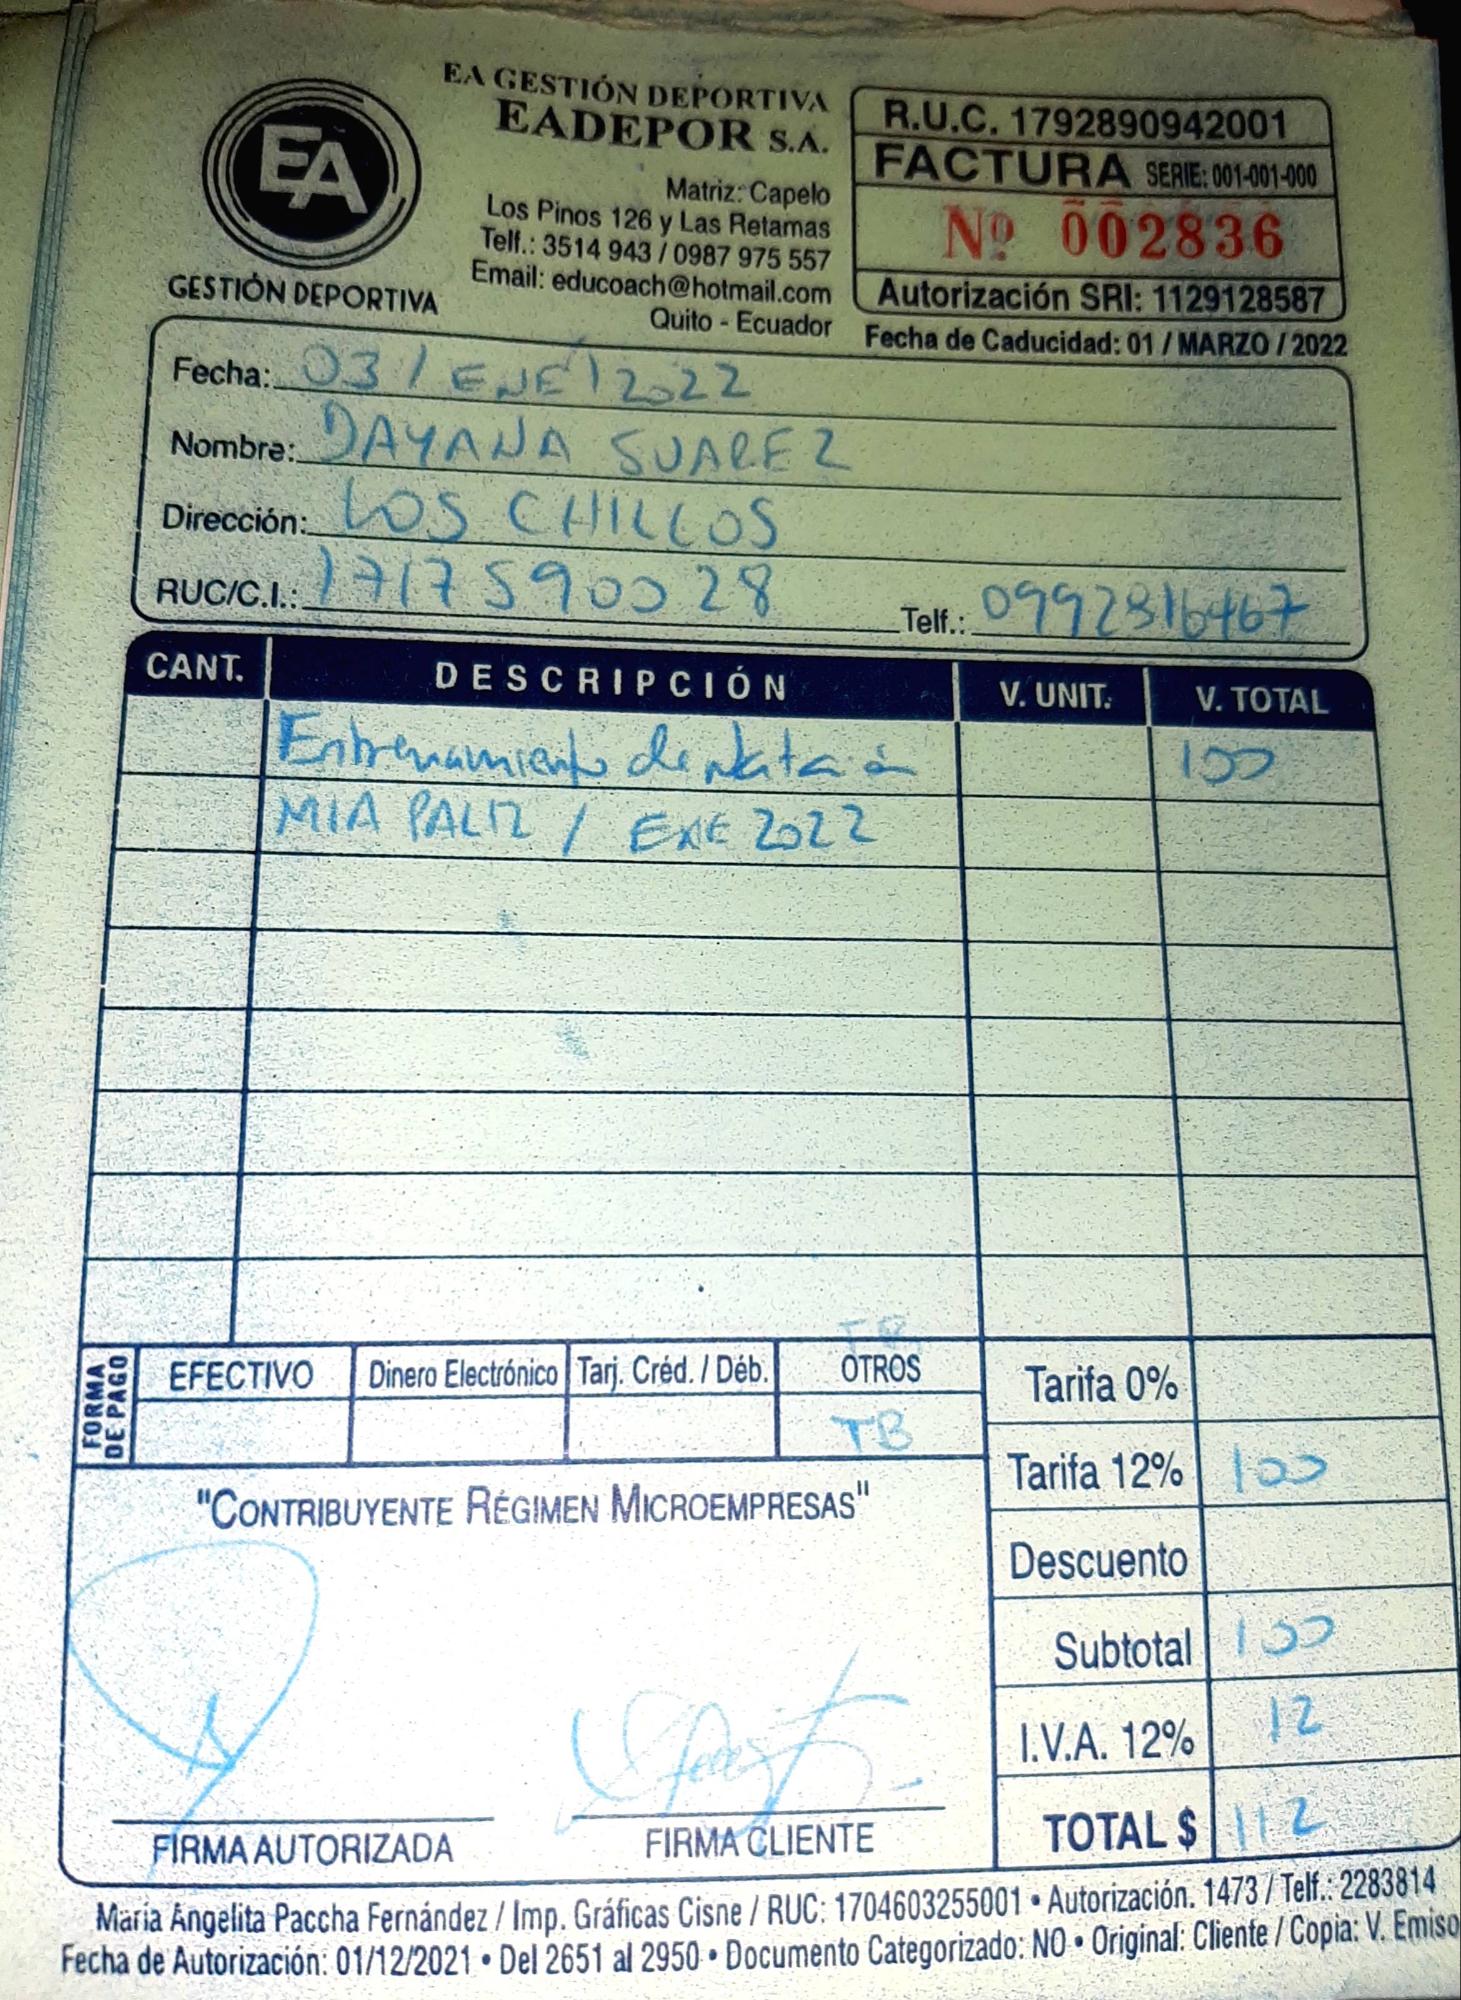 EA
GESTIÓN DEPORTIVA
EA GESTIÓN DEPORTIVA
EADEPOR S.A.
Matriz: Capelo
Los Pinos 126 y Las Retamas
Telf.: 3514 943 / 0987 975 557
Email: educoach@hotmail.com
Quito - Ecuador
R.U.C. 1792890942001
FACTURA SERIE: 001-001-000
Nº 002836
Autorización SRI: 1129128587
Fecha de Caducidad: 01 / MARZO / 2022
Fecha: 03 / ENE / 2022
Nombre: DAYANA SUAREZ
Dirección: LOS CHILLOS
RUC/C.I.: 1717590028 Telf.: 0992816467
CANT. DESCRIPCIÓN V. UNIT. V. TOTAL
Entrenamiento de Natación 100
MIA PALIZ / ENE 2022
FORMA DE PAGO
EFECTIVO Dinero Electrónico Tarj. Créd. / Déb. OTROS
TB
Tarifa 0%
Tarifa 12% 100
Descuento
Subtotal 100
I.V.A. 12% 12
TOTAL $ 112
"CONTRIBUYENTE RÉGIMEN MICROEMPRESAS"
FIRMA AUTORIZADA FIRMA CLIENTE
María Angelita Paccha Fernández / Imp. Gráficas Cisne / RUC: 1704603255001 • Autorización. 1473 / Telf.: 2283814
Fecha de Autorización: 01/12/2021 • Del 2651 al 2950 • Documento Categorizado: NO • Original: Cliente / Copia: V. Emiso